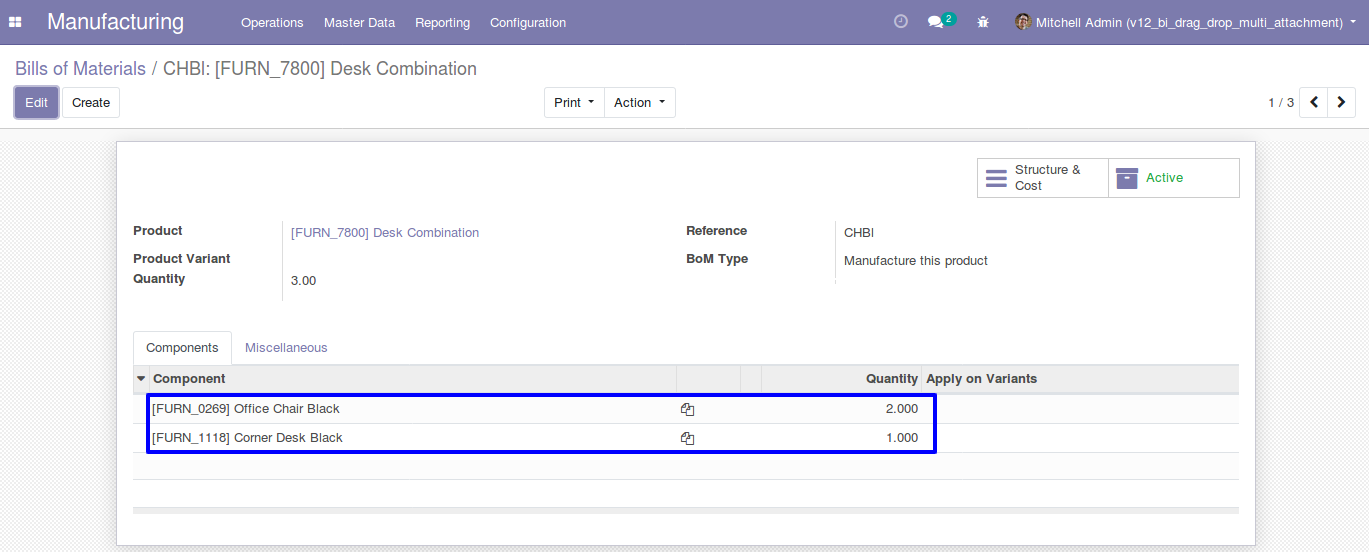 Manufacturing Operations Master Data Reporting Configuration 2 Mitchell Admin (v12_bi_drag_drop_multi_attachment)
Bills of Materials / CHBI: [FURN_7800] Desk Combination
Edit Create Print Action 1 / 3
Structure &
Cost
Active
Product [FURN_7800] Desk Combination Reference CHBI
Product Variant BoM Type Manufacture this product
Quantity 3.00
Components Miscellaneous
Component Quantity Apply on Variants
[FURN_0269] Office Chair Black 2.000
[FURN_1118] Corner Desk Black 1.000